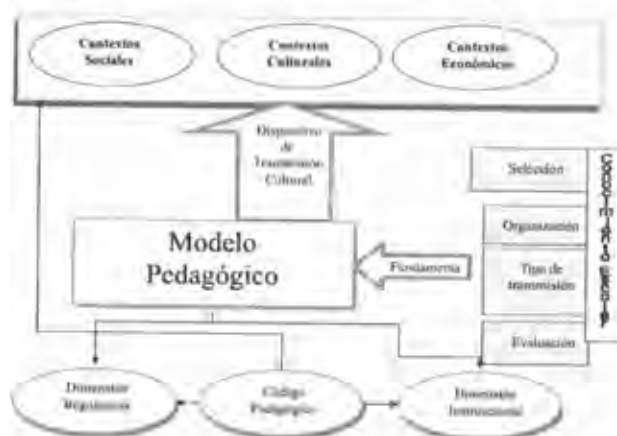 Contextos
Sociales
Contextos
Culturales
Contextos
Económicos
Dispositivo
de
Transmisión
Cultural
Selección
Organización
Modelo
Pedagógico
Fundamenta
Tipo de
transmisión
Evaluación
Dimensión
Regulativa
Código
Pedagógico
Dimensión
Instruccional